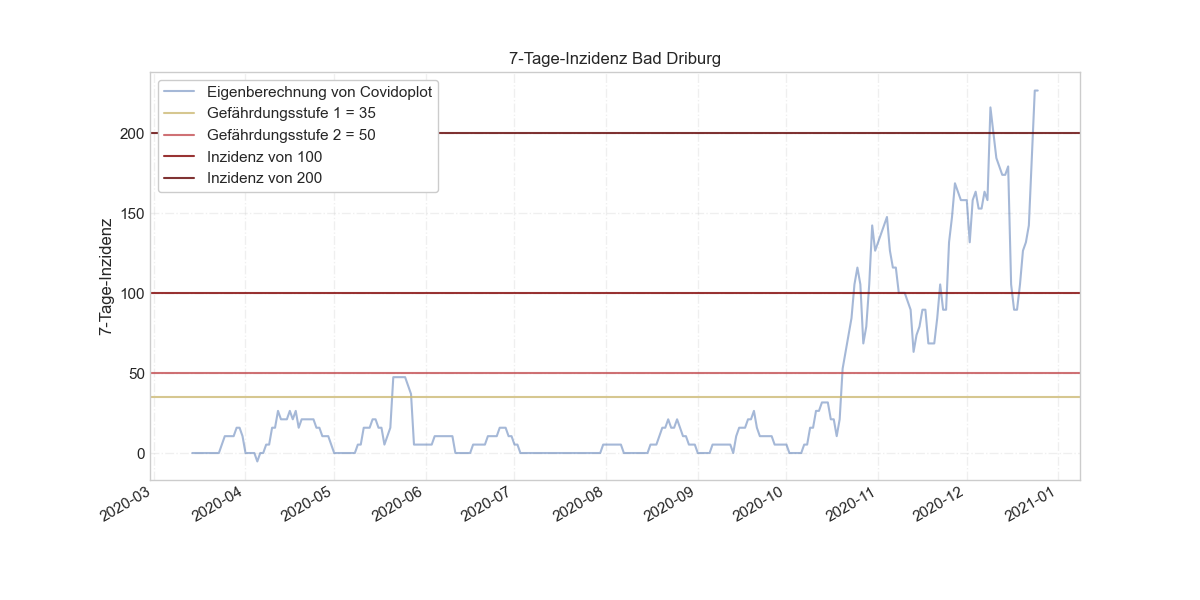 7-Tage-Inzidenz Bad Driburg
Eigenberechnung von Covidoplot
Gefährdungsstufe 1 = 35
Gefährdungsstufe 2 = 50
Inzidenz von 100
Inzidenz von 200
7-Tage-Inzidenz
200
150
100
50
0
2020-03
2020-04
2020-05
2020-06
2020-07
2020-08
2020-09
2020-10
2020-11
2020-12
2021-01